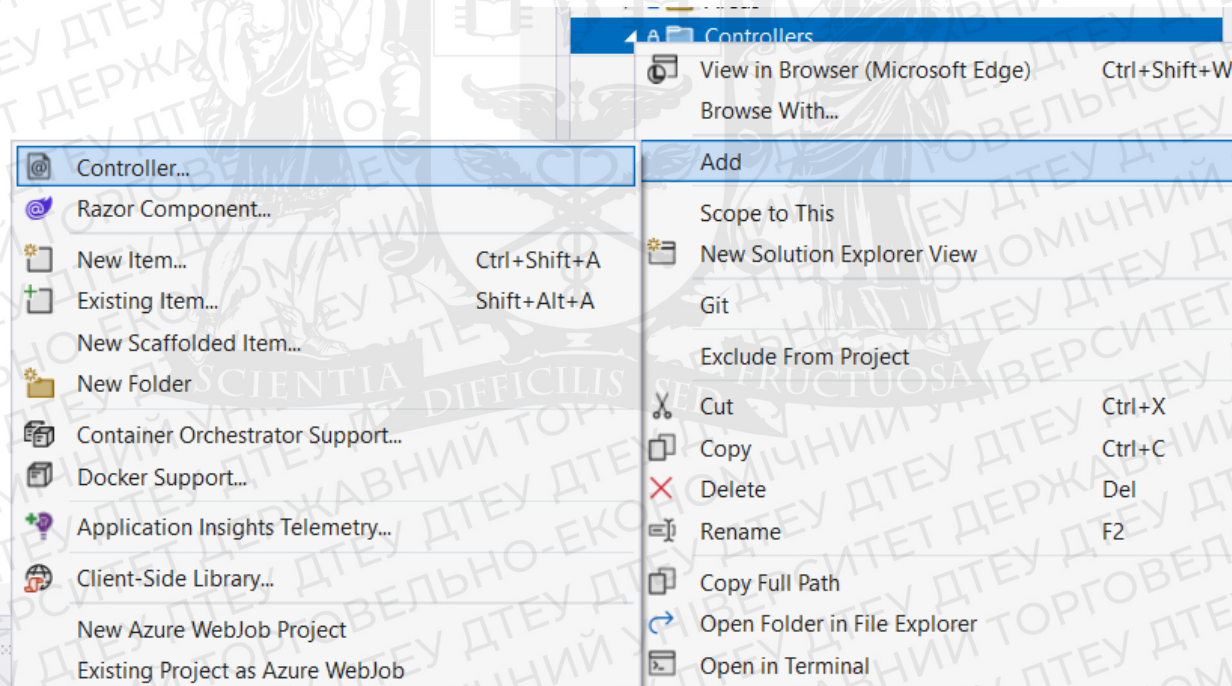 Controllers
View in Browser (Microsoft Edge) Ctrl+Shift+W
Browse With...
Add
Scope to This
New Solution Explorer View
Git
Exclude From Project
Cut Ctrl+X
Copy Ctrl+C
Delete Del
Rename F2
Copy Full Path
Open Folder in File Explorer
Open in Terminal
Controller...
Razor Component...
New Item... Ctrl+Shift+A
Existing Item... Shift+Alt+A
New Scaffolded Item...
New Folder
Container Orchestrator Support...
Docker Support...
Application Insights Telemetry...
Client-Side Library...
New Azure WebJob Project
Existing Project as Azure WebJob
SCIENTIA DIFFICILIS SED FRUCTUOSA